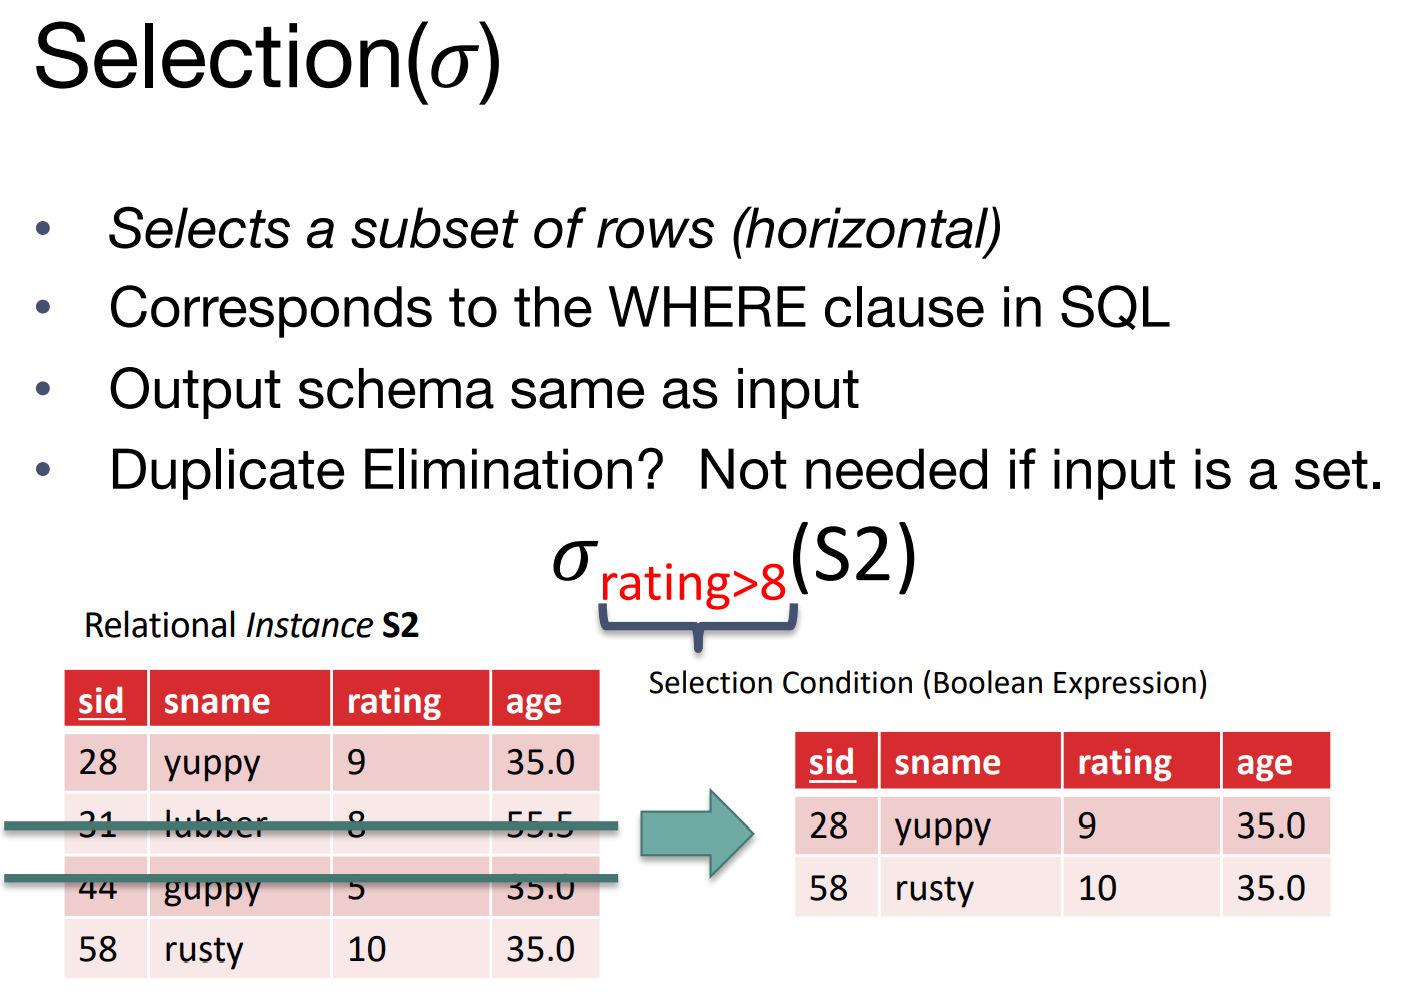 Selection(σ)
• Selects a subset of rows (horizontal)
• Corresponds to the WHERE clause in SQL
• Output schema same as input
• Duplicate Elimination? Not needed if input is a set.
σrating>8(S2)
Relational Instance S2
Selection Condition (Boolean Expression)
sid sname rating age
28 yuppy 9 35.0
31 lubber 8 55.5
44 guppy 5 35.0
58 rusty 10 35.0
sid sname rating age
28 yuppy 9 35.0
58 rusty 10 35.0